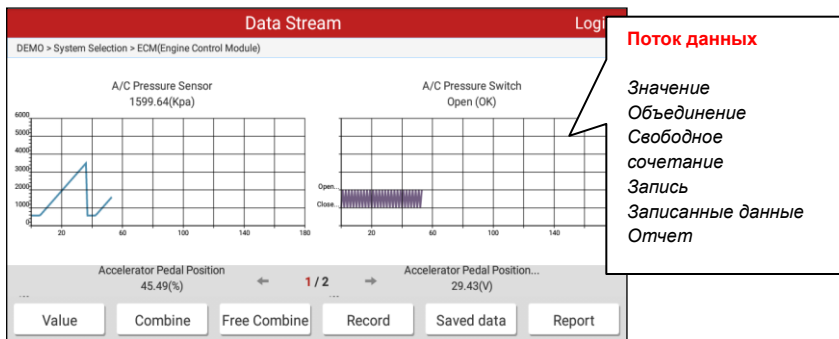 Data Stream
Logi
DEMO > System Selection > ECM(Engine Control Module)
Поток данных
Значение
Объединение
Свободное
сочетание
Запись
Записанные данные
Отчет
A/C Pressure Sensor
1599.64(Kpa)
6000
5000
4000
3000
2000
1000
0
20 60 100 140 180
A/C Pressure Switch
Open (OK)
Open...
Close...
20 60 100 140
Accelerator Pedal Position
45.49(%)
1 / 2
Accelerator Pedal Position...
29.43(V)
Value Combine Free Combine Record Saved data Report